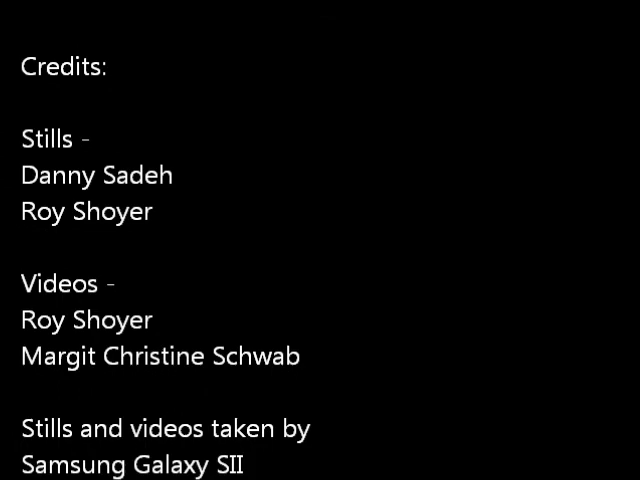 Credits:
Stills -
Danny Sadeh
Roy Shoyer
Videos -
Roy Shoyer
Margit Christine Schwab
Stills and videos taken by
Samsung Galaxy SII